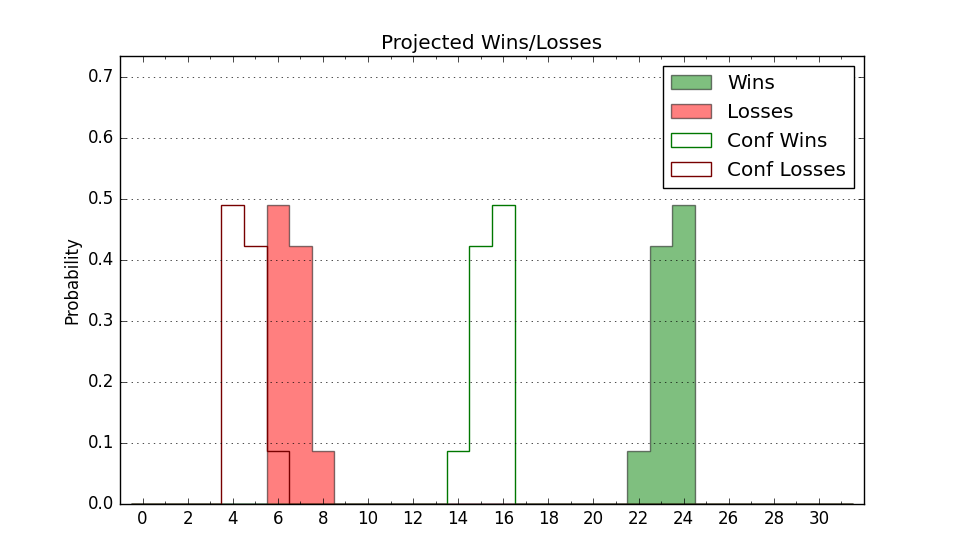 Projected Wins/Losses
0.7
0.6
0.5
0.4
0.3
0.2
0.1
0.0
Probability
Wins
Losses
Conf Wins
Conf Losses
0 2 4 6 8 10 12 14 16 18 20 22 24 26 28 30